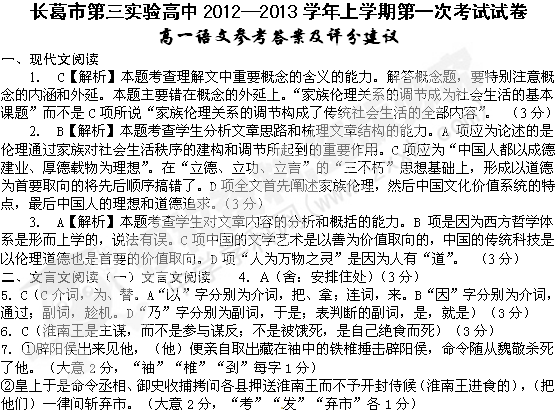 长葛市第三实验高中2012—2013学年上学期第一次考试试卷
高一语文参考答案及评分建议
一、现代文阅读
1. C【解析】本题考查理解文中重要概念的含义的能力。解答概念题，要特别注意概
念的内涵和外延。本题主要错在概念的外延上。“家族伦理关系的调节成为社会生活的基本
课题”而不是C项所说“家族伦理关系的调节构成了传统社会生活的全部内容”。（3分）
2. B【解析】本题考查学生分析文章思路和梳理文章结构的能力。A项应为论述的是
伦理通过家族对社会生活秩序的建构和调节所起到的重要作用。C项应为“中国人都以成德
建业、厚德载物为理想”。在“立德、立功、立言”的“三不朽”思想基础上，形成以道德
为首要取向的将先后顺序搞错了。D项全文首先阐述家族伦理，然后中国文化价值系统的特
点，最后中国人的理想和道德追求。(3分)
3. A【解析】本题考查学生对文章内容的分析和概括的能力。B项是因为西方哲学体
系是形而上学的，说法有误。C项中国的文学艺术是以善为价值取向的，中国的传统科技是
以伦理道德也是首要的价值取向。D项“人为万物之灵”是因为人有“道”。（3分）
二、文言文阅读（一）文言文阅读 4. A（舍：安排住处）(3分)
5. C（C介词，为、替。A“以”字分别为介词，把、拿；连词，来。B“因”字分别为介词，
通过；副词，趁机。D“乃”字分别为副词，于是；表判断的副词，是，就是）(3分)
6. C（淮南王是主谋，而不是参与谋反；不是被饿死，是自己绝食而死）(3分)
7. ①辟阳侯出来见他，（他）便亲自取出藏在袖中的铁椎捶击辟阳侯，命令随从魏敬杀死
了他。（大意2分，“袖”“椎”“到”每字1分）
②皇上于是命令丞相、御史收捕拷问各县押送淮南王而不予开封侍候（淮南王进食的），（把
他们）一律问斩弃市。（大意2分，“考”“发”“弃市”各1分）